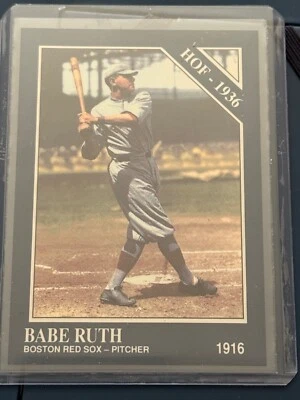 HOF - 1936
BABE RUTH
BOSTON RED SOX – PITCHER 1916